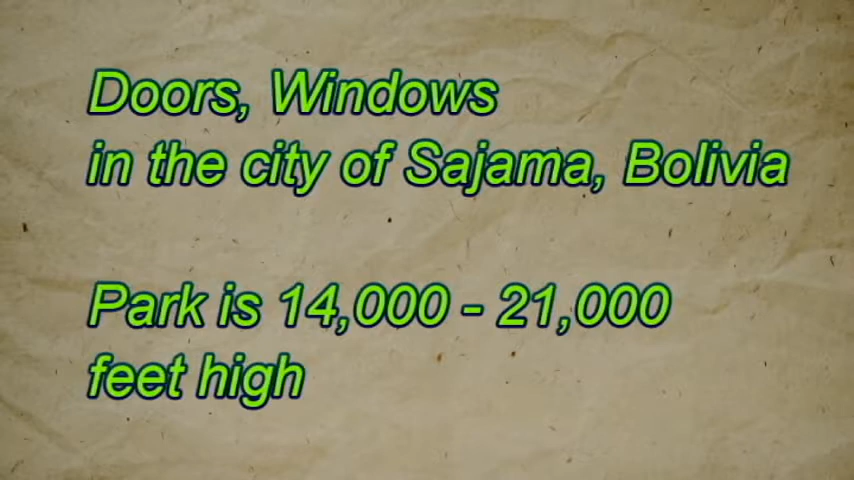 Doors, Windows
in the city of Sajama, Bolivia
Park is 14,000 - 21,000
feet high